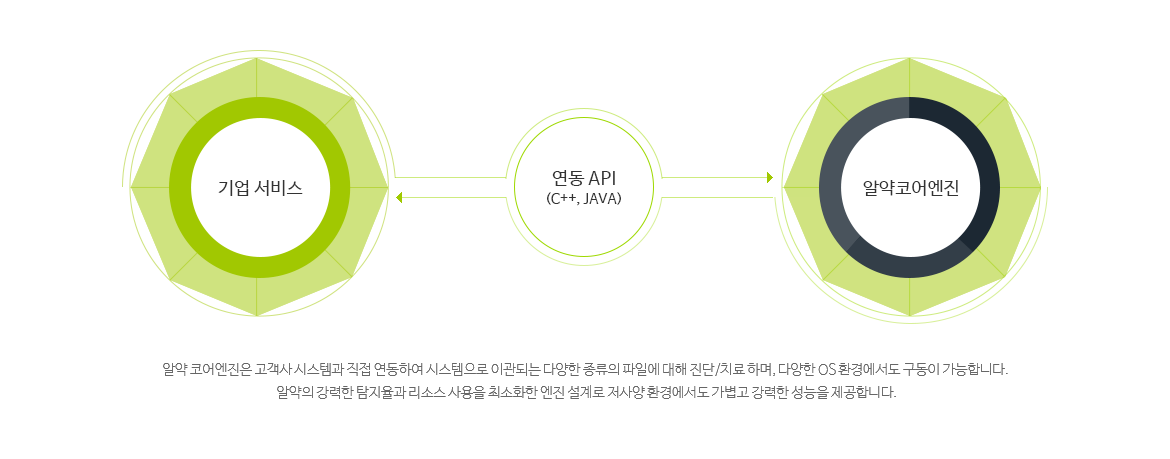 기업 서비스
연동 API
(C++, JAVA)
알약코어엔진
알약 코어엔진은 고객사 시스템과 직접 연동하여 시스템으로 이관되는 다양한 종류의 파일에 대해 진단/치료 하며, 다양한 OS 환경에서도 구동이 가능합니다.
알약의 강력한 탐지율과 리소스 사용을 최소화한 엔진 설계로 저사양 환경에서도 가볍고 강력한 성능을 제공합니다.